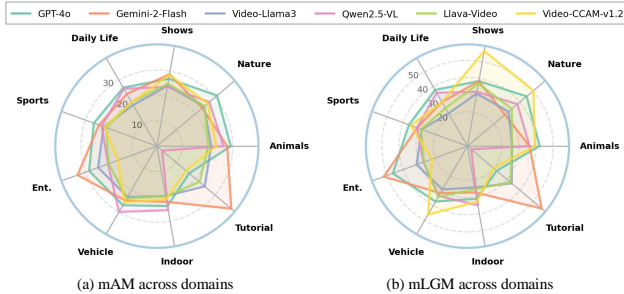 GPT-4o Gemini-2-Flash Video-Llama3 Qwen2.5-VL Llava-Video Video-CCAM-v1.2
Shows
Daily Life
Nature
Sports
Animals
Ent.
Tutorial
Vehicle
Indoor
10
20
30
(a) mAM across domains
Shows
Daily Life
Nature
Sports
Animals
Ent.
Tutorial
Vehicle
Indoor
20
30
40
50
(b) mLGM across domains